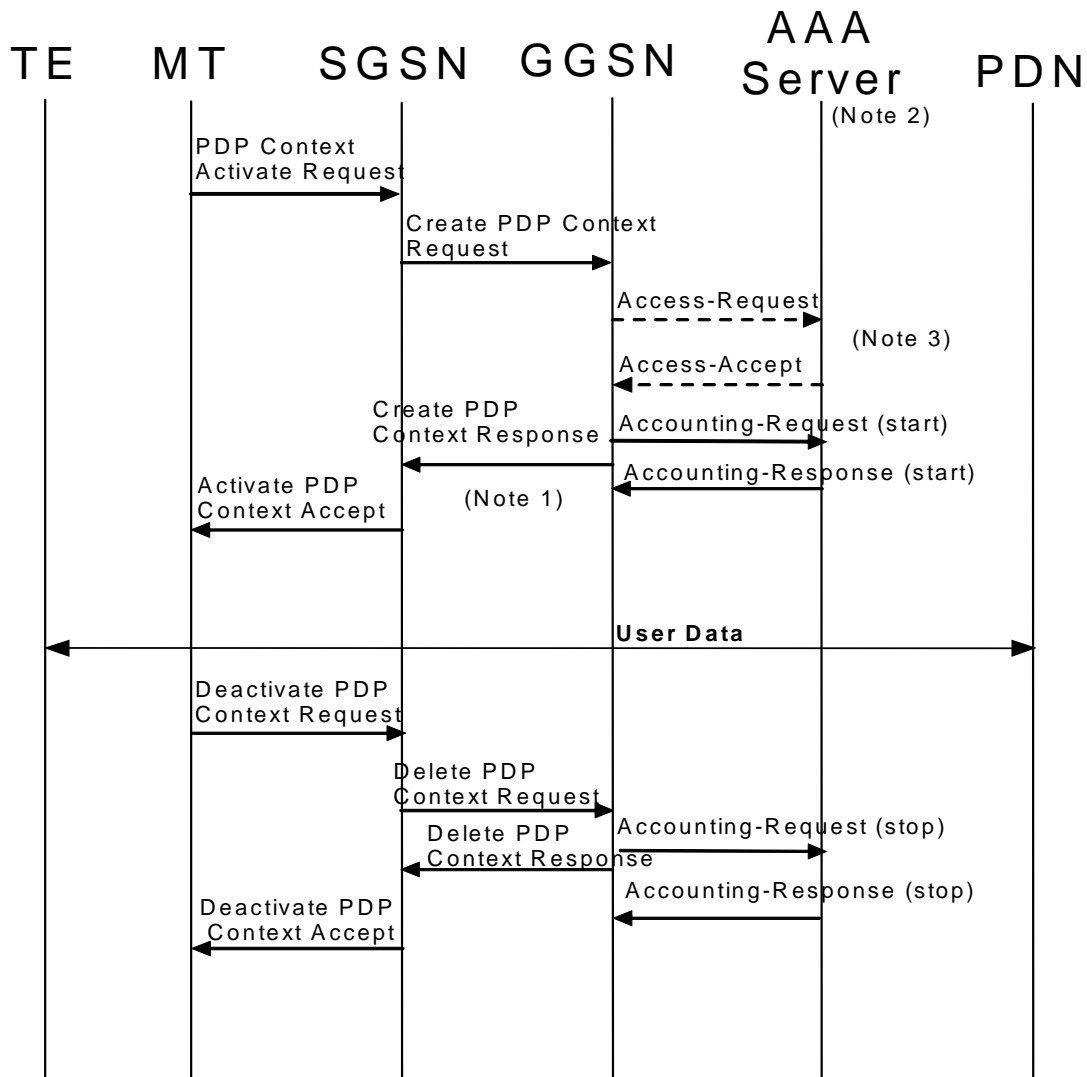 TE MT SGSN GGSN AAA Server PDN
(Note 2)
PDP Context
Activate Request
Create PDP Context
Request
Access-Request
(Note 3)
Access-Accept
Create PDP
Context Response
Accounting-Request (start)
Accounting-Response (start)
(Note 1)
Activate PDP
Context Accept
User Data
Deactivate PDP
Context Request
Delete PDP
Context Request
Accounting-Request (stop)
Delete PDP
Context Response
Accounting-Response (stop)
Deactivate PDP
Context Accept